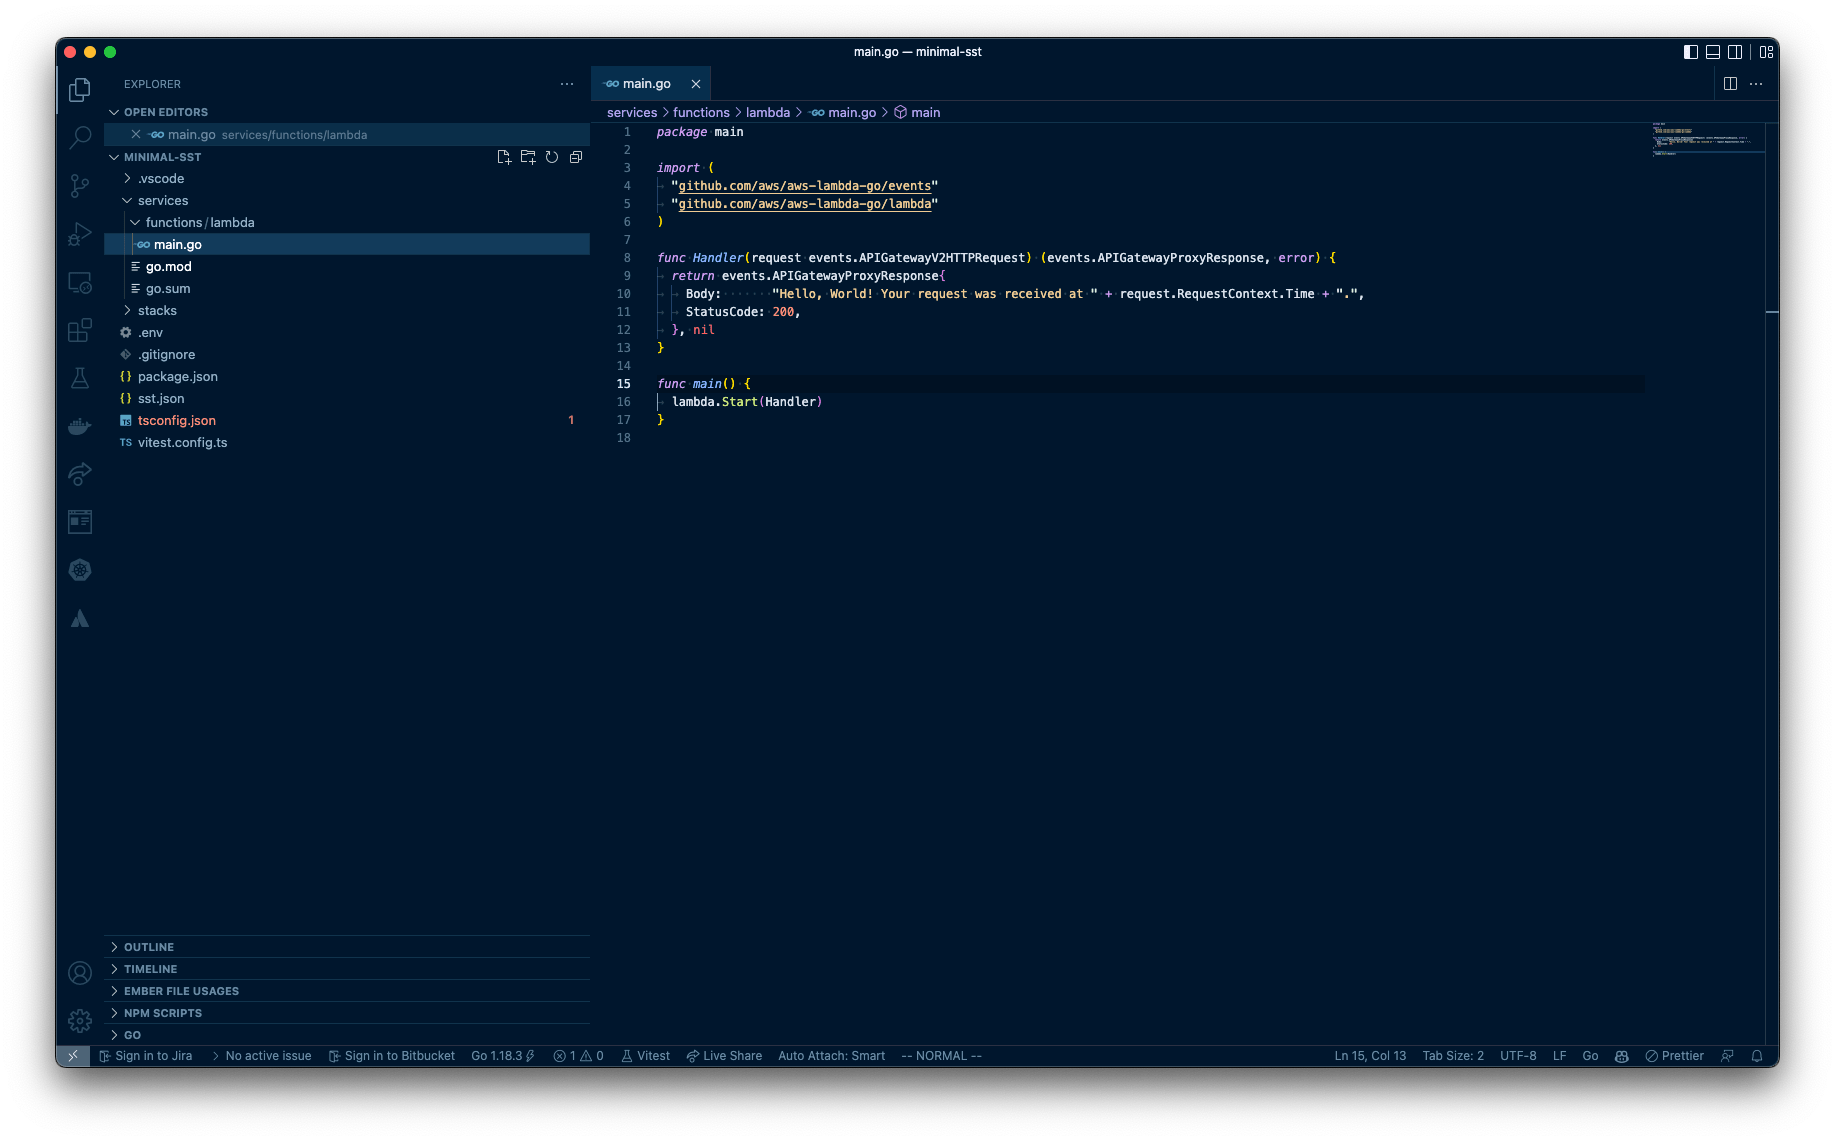 main.go — minimal-sst
EXPLORER
OPEN EDITORS
main.go services/functions/lambda
MINIMAL-SST
.vscode
services
functions / lambda
main.go
go.mod
go.sum
stacks
.env
.gitignore
package.json
sst.json
tsconfig.json 1
vitest.config.ts
OUTLINE
TIMELINE
EMBER FILE USAGES
NPM SCRIPTS
GO
main.go
services > functions > lambda > main.go > main
1 package main
2
3 import (
4 "github.com/aws/aws-lambda-go/events"
5 "github.com/aws/aws-lambda-go/lambda"
6 )
7
8 func Handler(request events.APIGatewayV2HTTPRequest) (events.APIGatewayProxyResponse, error) {
9 return events.APIGatewayProxyResponse{
10 Body: "Hello, World! Your request was received at " + request.RequestContext.Time + ".",
11 StatusCode: 200,
12 }, nil
13 }
14
15 func main() {
16 lambda.Start(Handler)
17 }
18
Sign in to Jira No active issue Sign in to Bitbucket Go 1.18.3 1 0 Vitest Live Share Auto Attach: Smart -- NORMAL -- Ln 15, Col 13 Tab Size: 2 UTF-8 LF Go Prettier